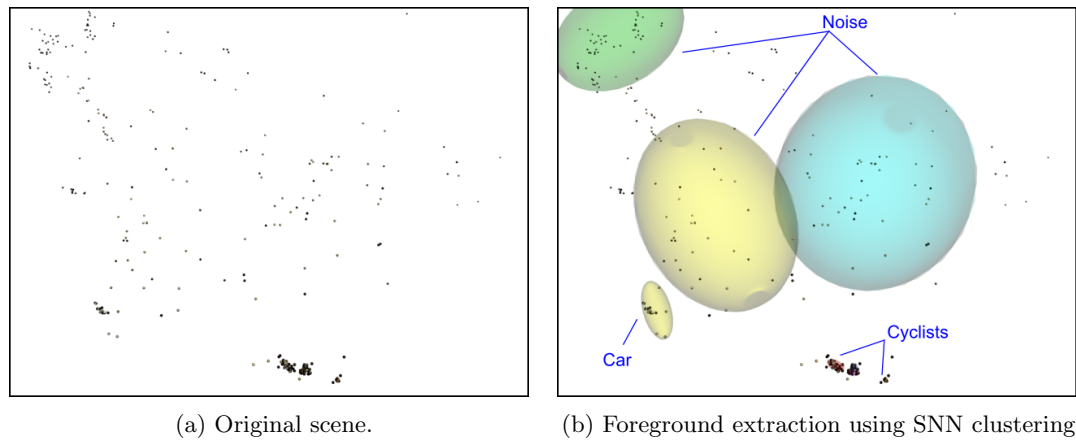 Noise
Cyclists
Car
(a) Original scene.
(b) Foreground extraction using SNN clustering